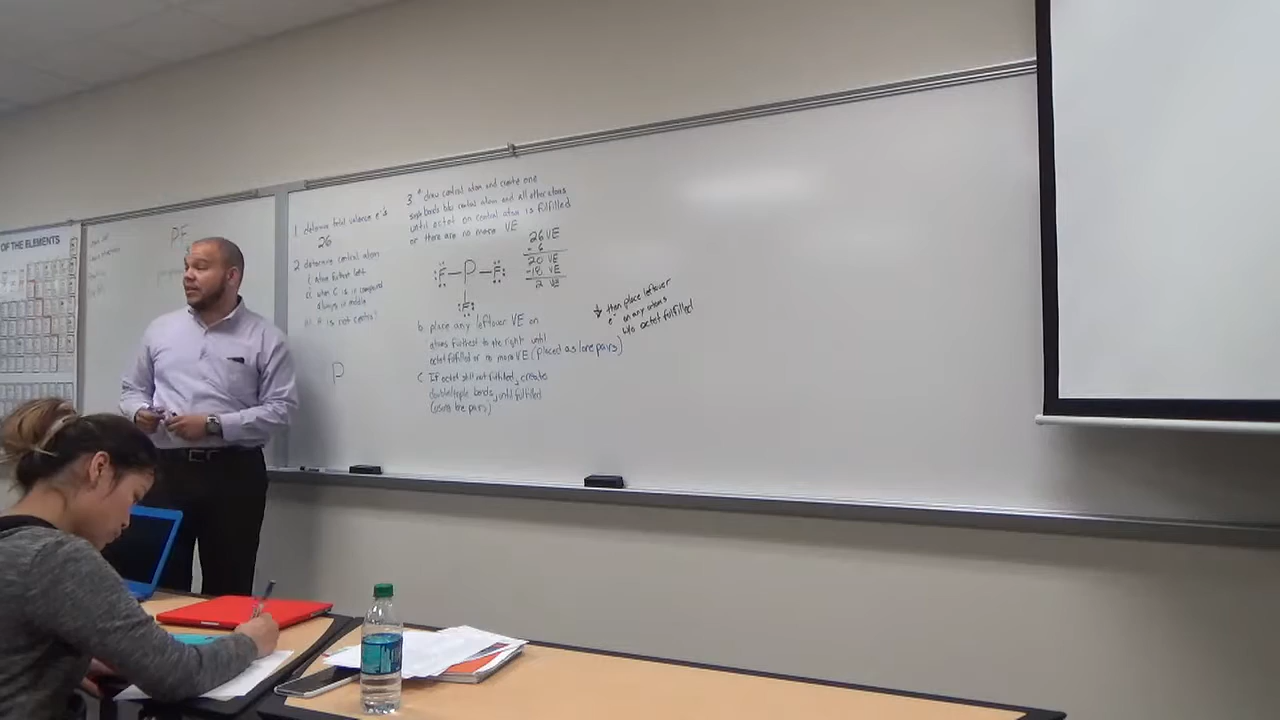 OF THE ELEMENTS
PF
1 determine total valence e-'s
26
2 determine central atom
i atom furthest left
ii when C is in compound
always in middle
iii H is not central
P
3 a draw central atom and create one
single bonds b/w central atom and all other atoms
until octet on central atom is fulfilled
or there are no more VE
:F̈—P—F̈:
:F̈:
26 VE
- 6
20 VE
-18 VE
2 VE
b place any leftover VE on
atoms furthest to the right until
octet fulfilled or no more VE (placed as lone pairs)
↳ then place leftover
e- on any atoms
w/o octet fulfilled
c If octet still not fulfilled, create
double/triple bonds until fulfilled
(using lone pairs)